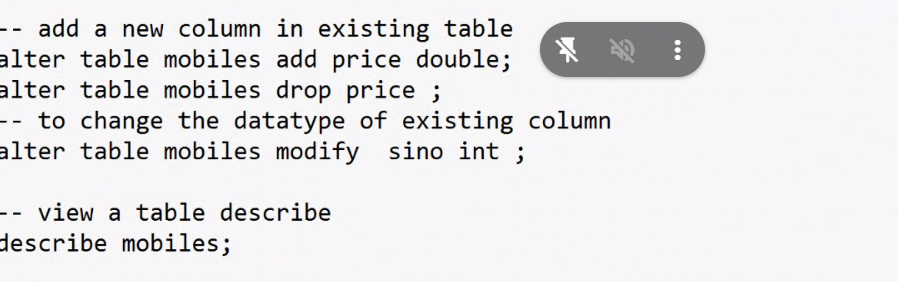 -- add a new column in existing table
alter table mobiles add price double;
alter table mobiles drop price ;
-- to change the datatype of existing column
alter table mobiles modify  sino int ;
-- view a table describe
describe mobiles;